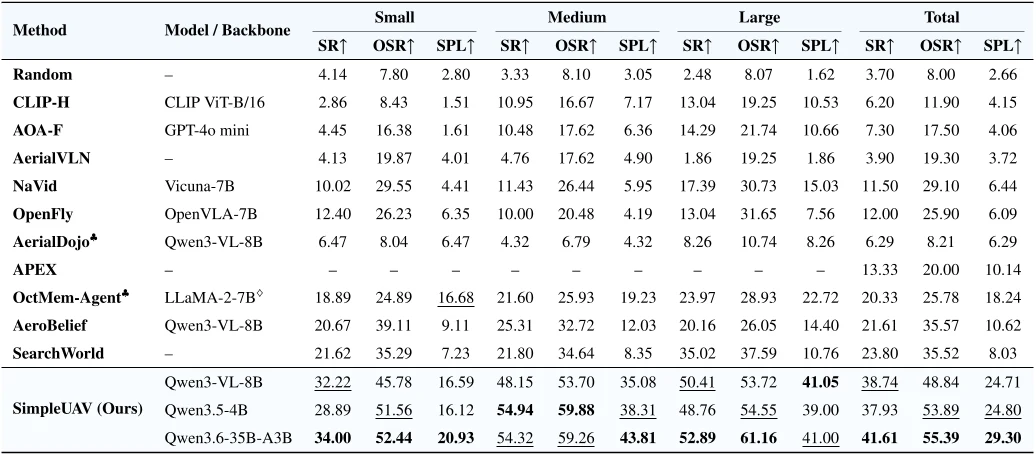 Method Model / Backbone Small Medium Large Total
SR↑ OSR↑ SPL↑ SR↑ OSR↑ SPL↑ SR↑ OSR↑ SPL↑ SR↑ OSR↑ SPL↑
Random – 4.14 7.80 2.80 3.33 8.10 3.05 2.48 8.07 1.62 3.70 8.00 2.66
CLIP-H CLIP ViT-B/16 2.86 8.43 1.51 10.95 16.67 7.17 13.04 19.25 10.53 6.20 11.90 4.15
AOA-F GPT-4o mini 4.45 16.38 1.61 10.48 17.62 6.36 14.29 21.74 10.66 7.30 17.50 4.06
AerialVLN – 4.13 19.87 4.01 4.76 17.62 4.90 1.86 19.25 1.86 3.90 19.30 3.72
NaVid Vicuna-7B 10.02 29.55 4.41 11.43 26.44 5.95 17.39 30.73 15.03 11.50 29.10 6.44
OpenFly OpenVLA-7B 12.40 26.23 6.35 10.00 20.48 4.19 13.04 31.65 7.56 12.00 25.90 6.09
AerialDojo♣ Qwen3-VL-8B 6.47 8.04 6.47 4.32 6.79 4.32 8.26 10.74 8.26 6.29 8.21 6.29
APEX – – – – – – – – – – 13.33 20.00 10.14
OctMem-Agent♣ LLaMA-2-7B◇ 18.89 24.89 16.68 21.60 25.93 19.23 23.97 28.93 22.72 20.33 25.78 18.24
AeroBelief Qwen3-VL-8B 20.67 39.11 9.11 25.31 32.72 12.03 20.16 26.05 14.40 21.61 35.57 10.62
SearchWorld – 21.62 35.29 7.23 21.80 34.64 8.35 35.02 37.59 10.76 23.80 35.52 8.03
Qwen3-VL-8B 32.22 45.78 16.59 48.15 53.70 35.08 50.41 53.72 41.05 38.74 48.84 24.71
SimpleUAV (Ours) Qwen3.5-4B 28.89 51.56 16.12 54.94 59.88 38.31 48.76 54.55 39.00 37.93 53.89 24.80
Qwen3.6-35B-A3B 34.00 52.44 20.93 54.32 59.26 43.81 52.89 61.16 41.00 41.61 55.39 29.30